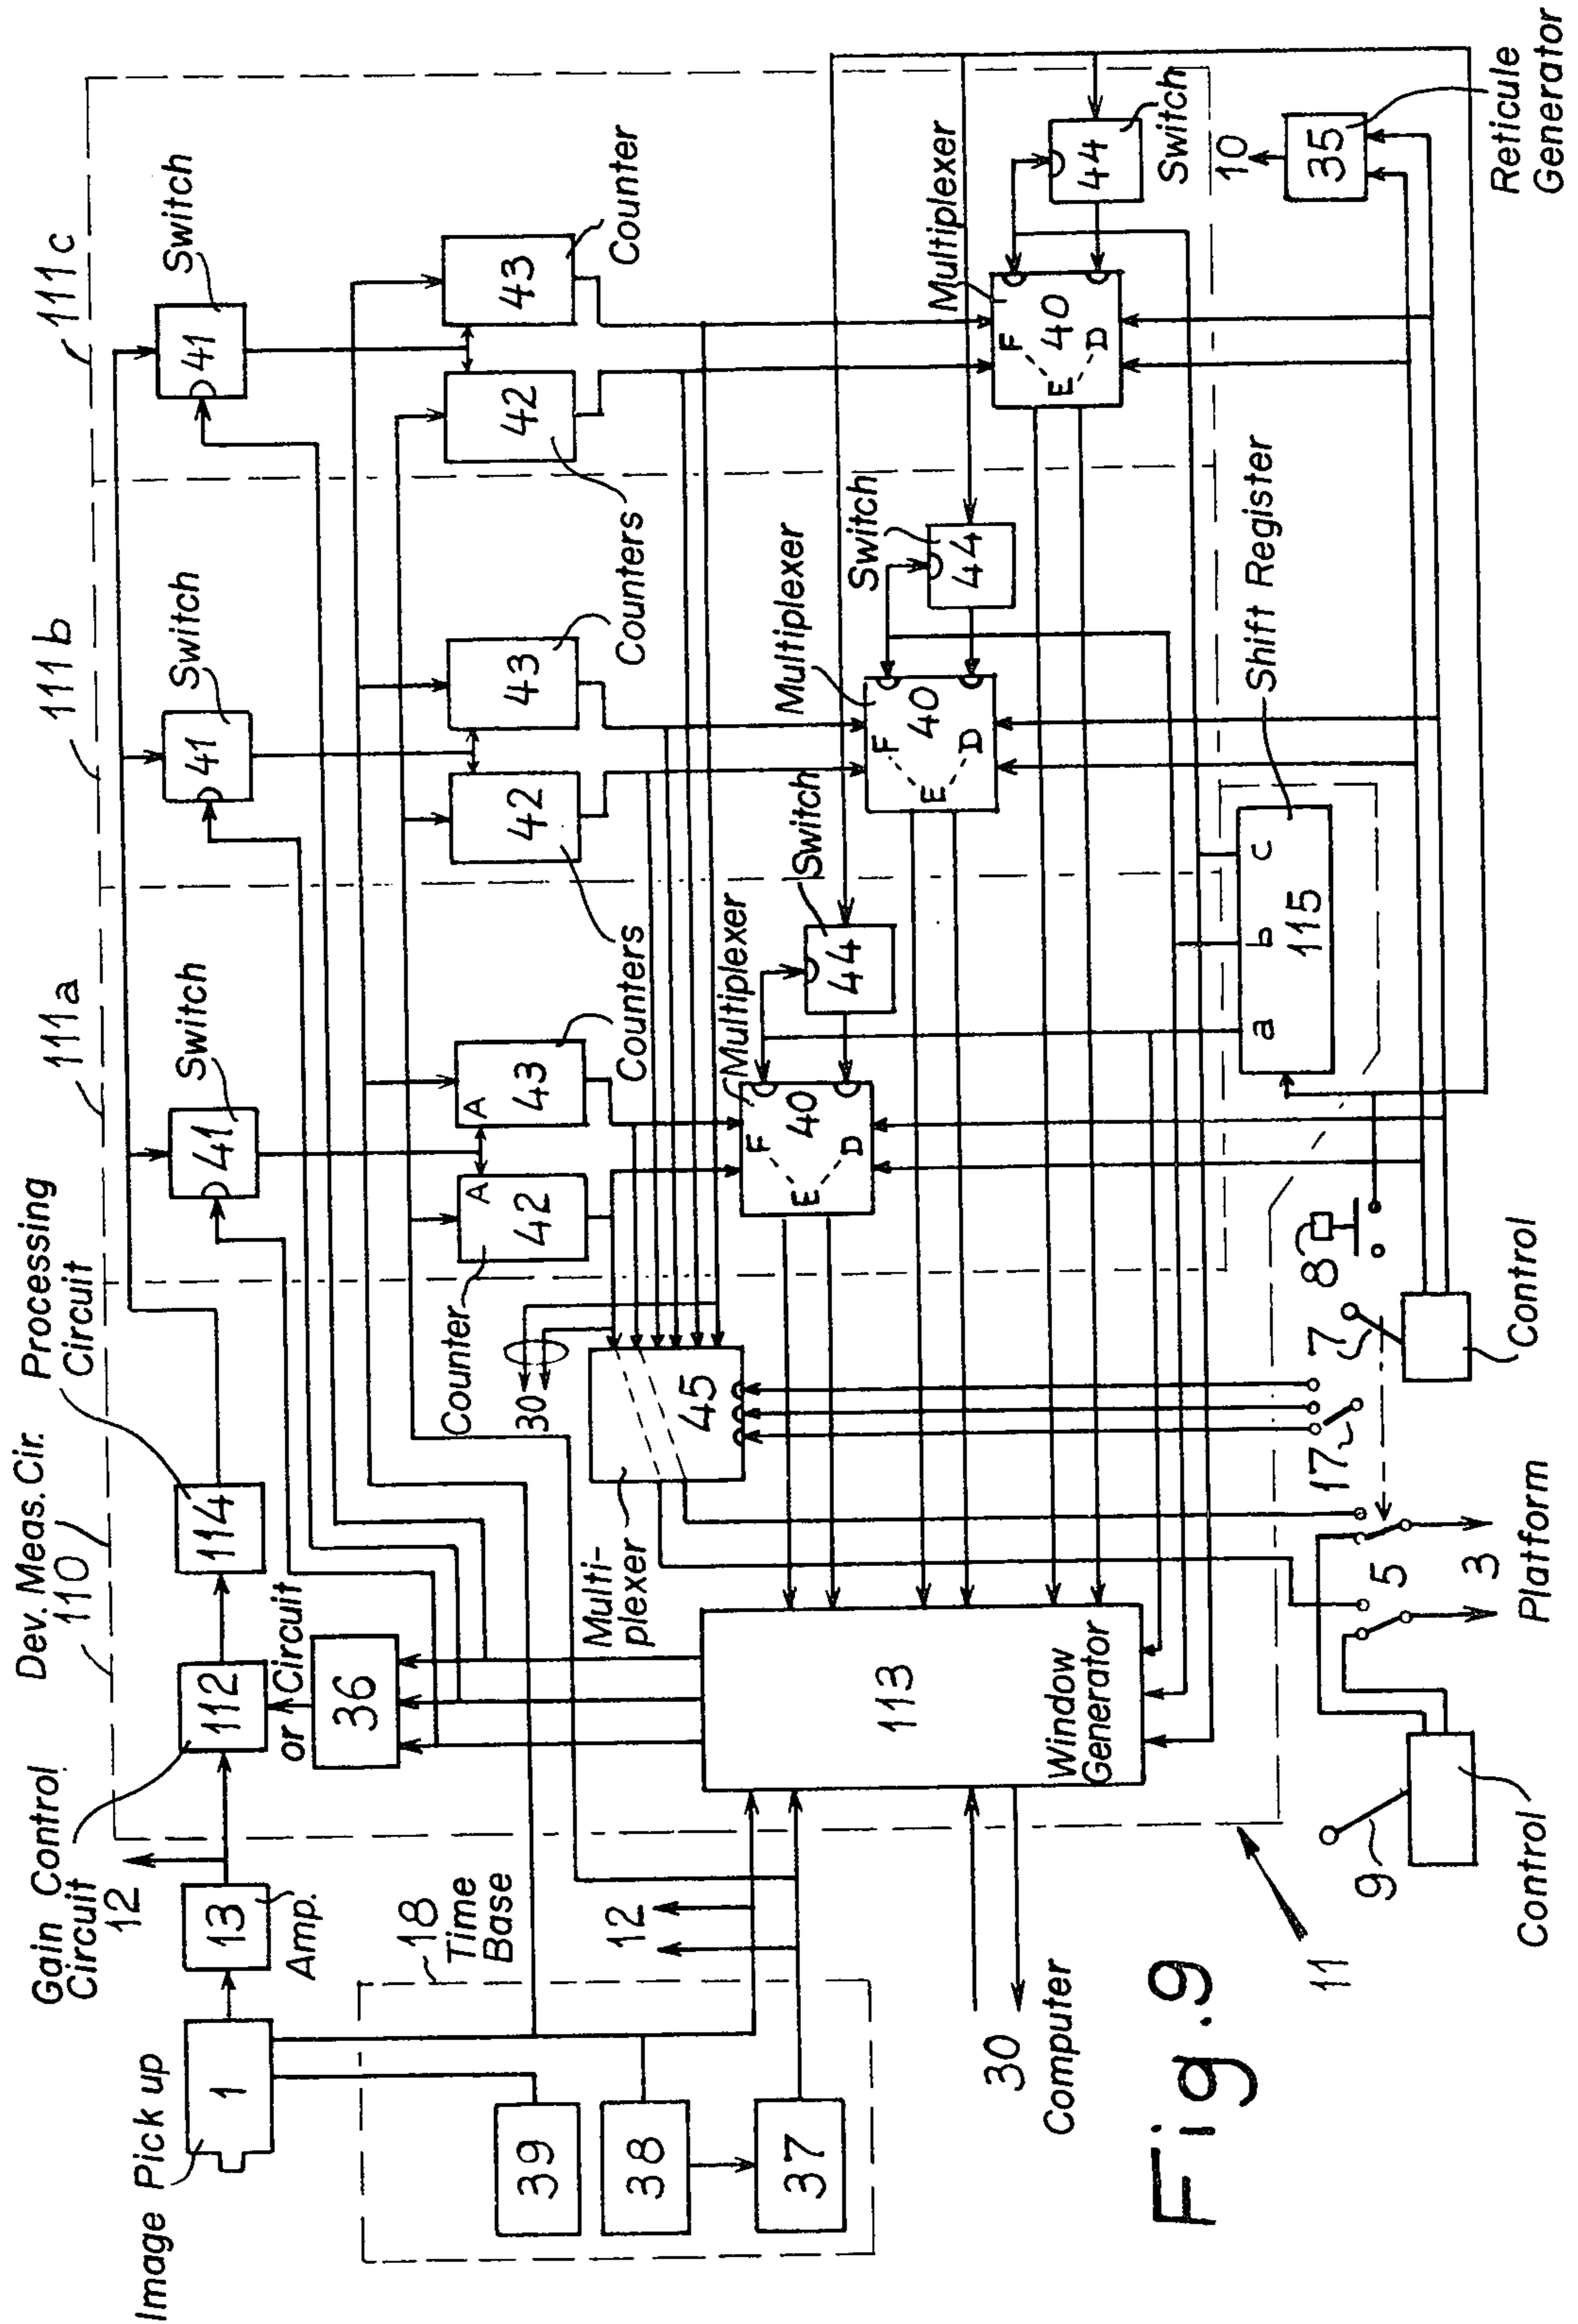 Image Pick up
1
13
Amp.
12
Gain Control
Circuit
112
Dev. Meas. Cir.
110
114
Processing
Circuit
111a
111b
111c
Switch
41
Switch
41
Switch
41
or Circuit
36
18
Time
Base
39
38
37
12
Counter
A
42
A
43
Counters
42
Counters
43
Counters
42
Counters
43
Counter
30
45
Multi-
plexer
Multiplexer
F
E
D
40
Switch
44
Multiplexer
F
E
D
40
Switch
44
Multiplexer
F
E
D
40
Switch
44
113
Window
Generator
30
Computer
a
b
c
115
Shift Register
10
35
Reticule
Generator
11
9
Control
5
3
Platform
17
7
8
Control
Fig.9